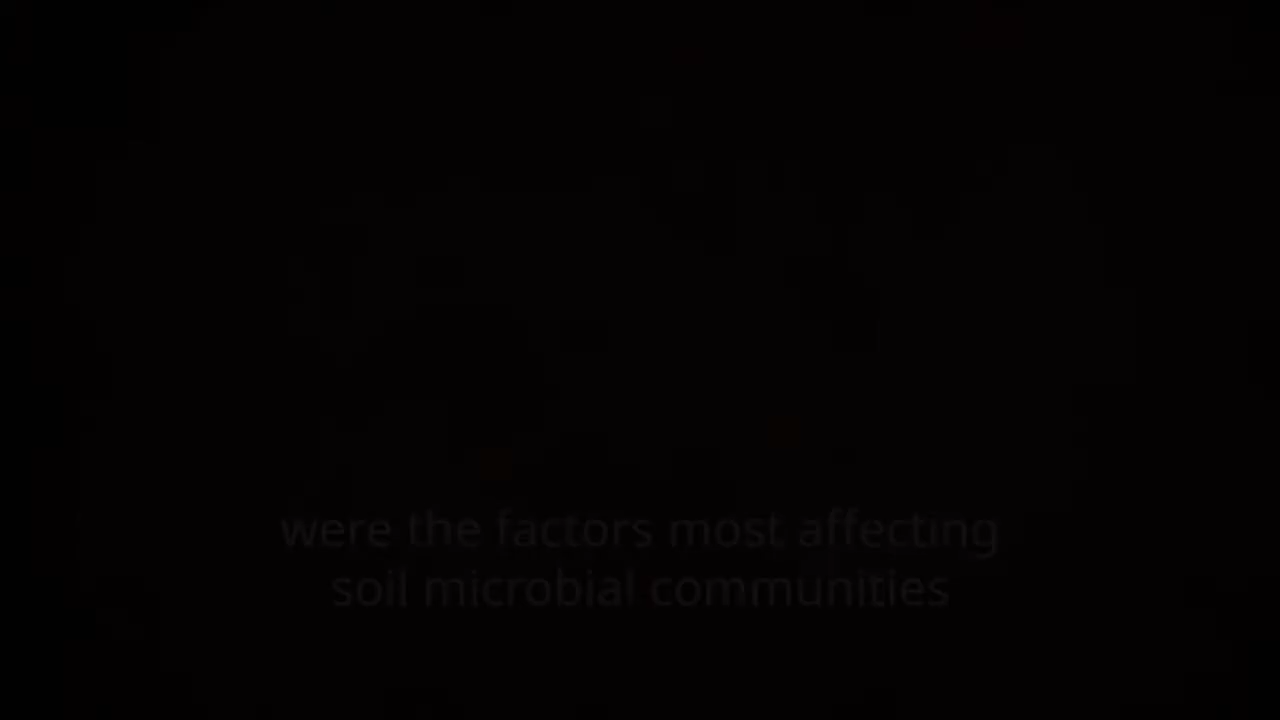 were the factors most affecting
soil microbial communities